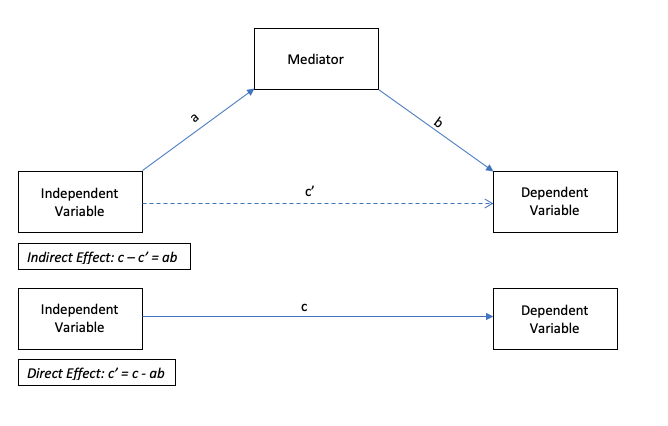 Mediator
a
b
Independent
Variable
c’
Dependent
Variable
Indirect Effect: c – c’ = ab
Independent
Variable
c
Dependent
Variable
Direct Effect: c’ = c - ab